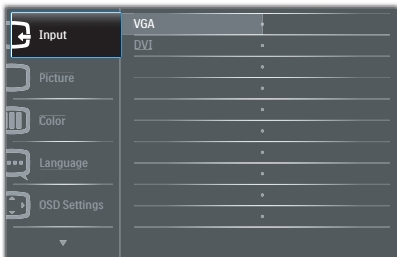 Input
VGA
DVI
Picture
Color
Language
OSD Settings